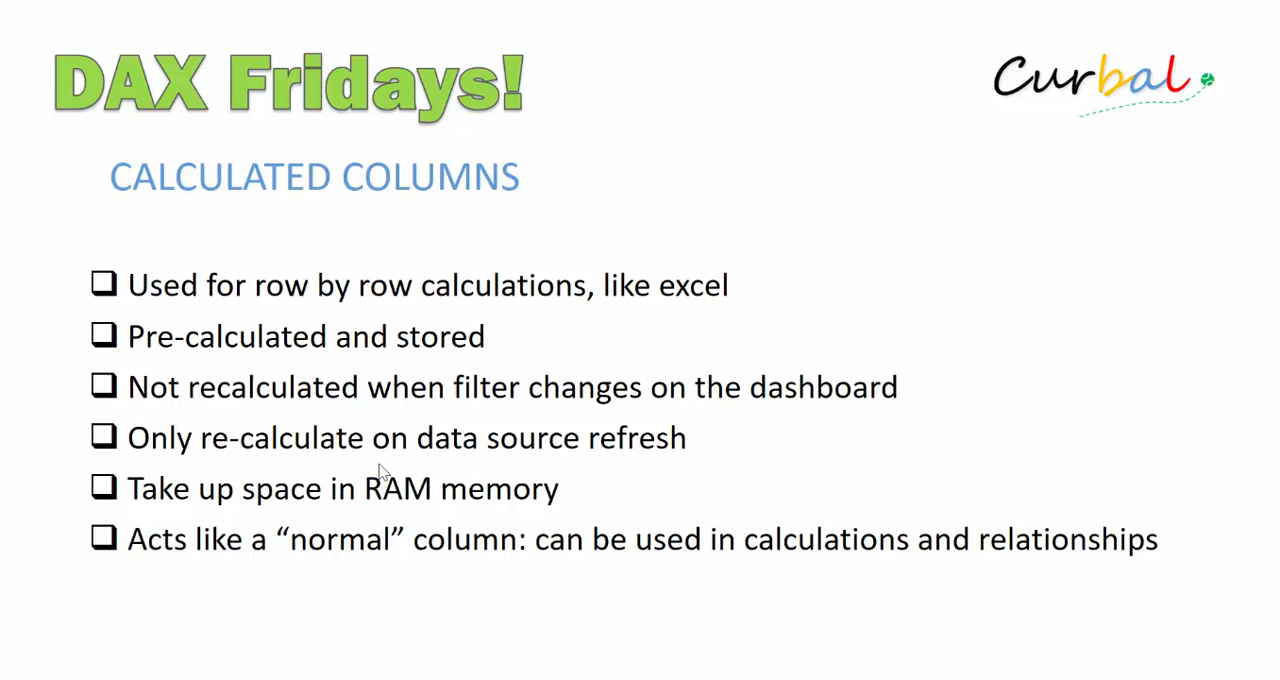 DAX Fridays!
Curbal
CALCULATED COLUMNS
Used for row by row calculations, like excel
Pre-calculated and stored
Not recalculated when filter changes on the dashboard
Only re-calculate on data source refresh
Take up space in RAM memory
Acts like a “normal” column: can be used in calculations and relationships